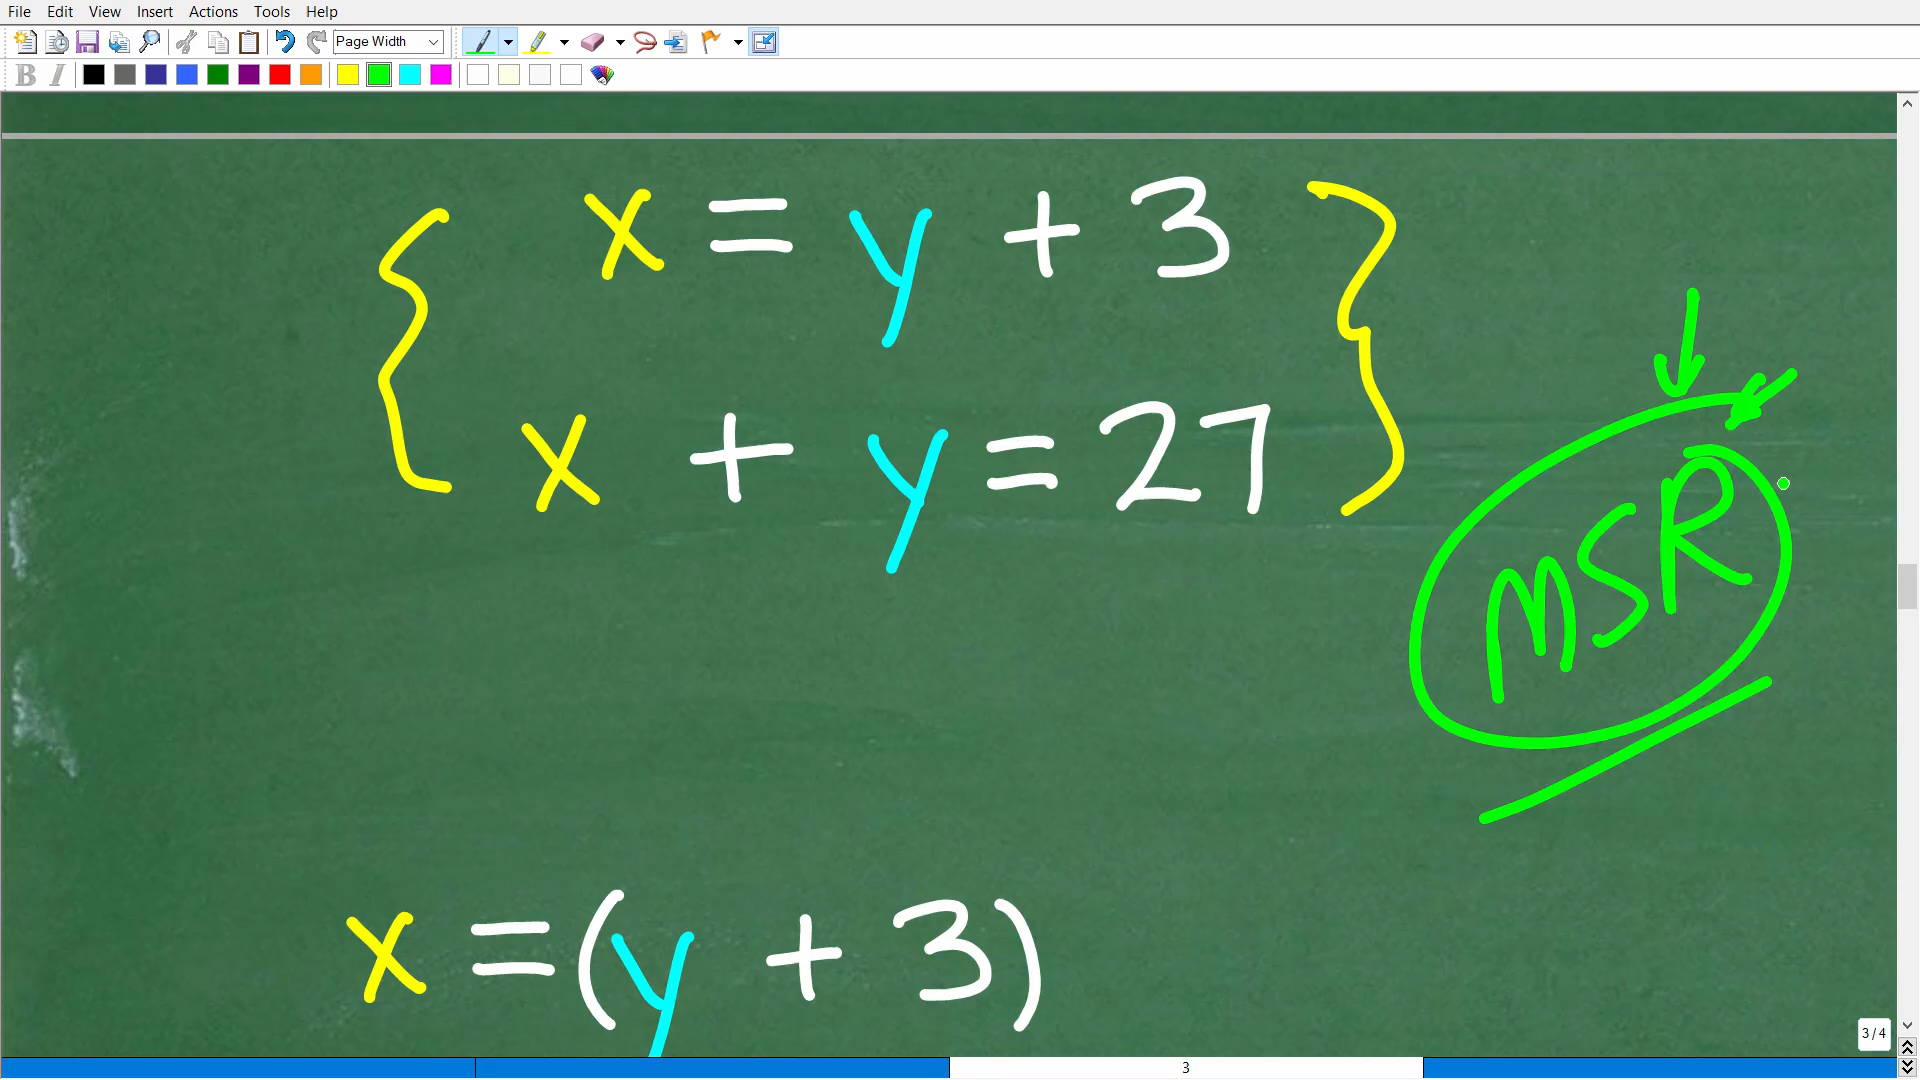 File Edit View Insert Actions Tools Help
Page Width
B I
x = y + 3
x + y = 27
MSR
x = (y + 3)
3 / 4
3